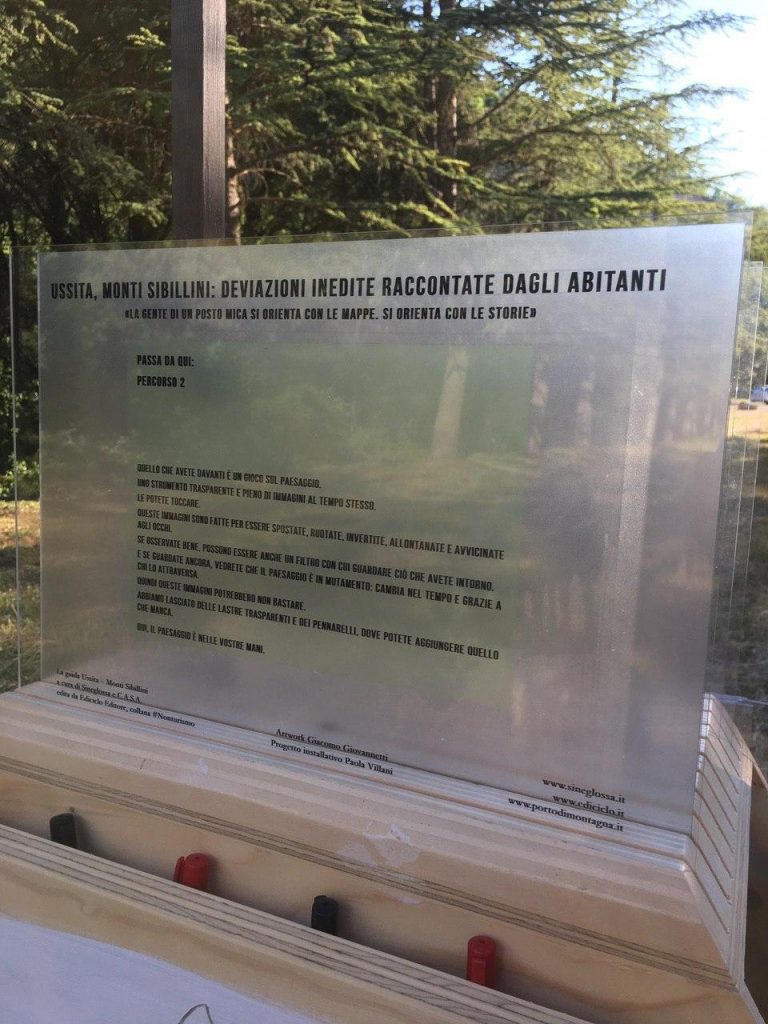 USSITA, MONTI SIBILLINI: DEVIAZIONI INEDITE RACCONTATE DAGLI ABITANTI
«LA GENTE DI UN POSTO MICA SI ORIENTA CON LE MAPPE. SI ORIENTA CON LE STORIE»
PASSA DA QUI:
PERCORSO 2
QUELLO CHE AVETE DAVANTI È UN GIOCO SUL PAESAGGIO.
UNO STRUMENTO TRASPARENTE E PIENO DI IMMAGINI AL TEMPO STESSO.
LE POTETE TOCCARE.
QUESTE IMMAGINI SONO FATTE PER ESSERE SPOSTATE, RUOTATE, INVERTITE, ALLONTANATE E AVVICINATE
AGLI OCCHI.
SE OSSERVATE BENE, POSSONO ESSERE ANCHE UN FILTRO CON CUI GUARDARE CIÒ CHE AVETE INTORNO.
E SE GUARDATE ANCORA, VEDRETE CHE IL PAESAGGIO È IN MUTAMENTO: CAMBIA NEL TEMPO E GRAZIE A
CHI LO ATTRAVERSA.
QUINDI QUESTE IMMAGINI POTREBBERO NON BASTARE.
ABBIAMO LASCIATO DELLE LASTRE TRASPARENTI E DEI PENNARELLI, DOVE POTETE AGGIUNGERE QUELLO
CHE MANCA.
QUI, IL PAESAGGIO È NELLE VOSTRE MANI.
La guida Ussita – Monti Sibillini
a cura di Sineglossa e C.A.S.A.
edita da Ediciclo Editore, collana #Nonturismo
Artwork Giacomo Giovannetti
Progetto installativo Paola Villani
www.sineglossa.it
www.ediciclo.it
www.portodimontagna.it